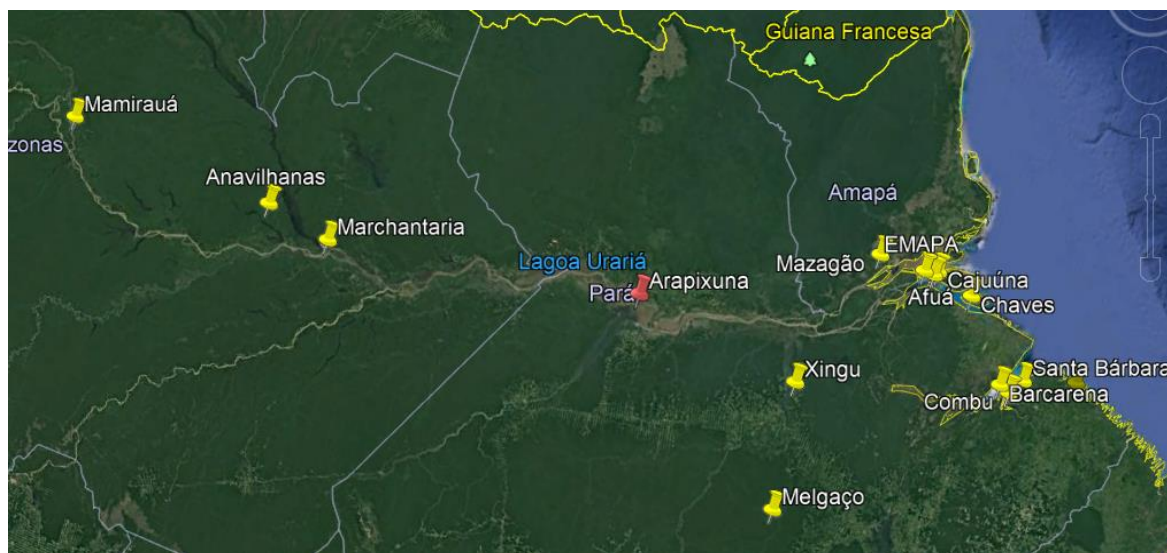 Guiana Francesa
Mamirauá
zonas
Anavilhanas
Amapá
Marchantaria
EMAPA
Lagoa Urariá
Mazagão
Arapixuna
Pará
Cajuúna
Afuá
Chaves
Xingu
Santa Bárbara
Combu
Barcarena
Melgaço